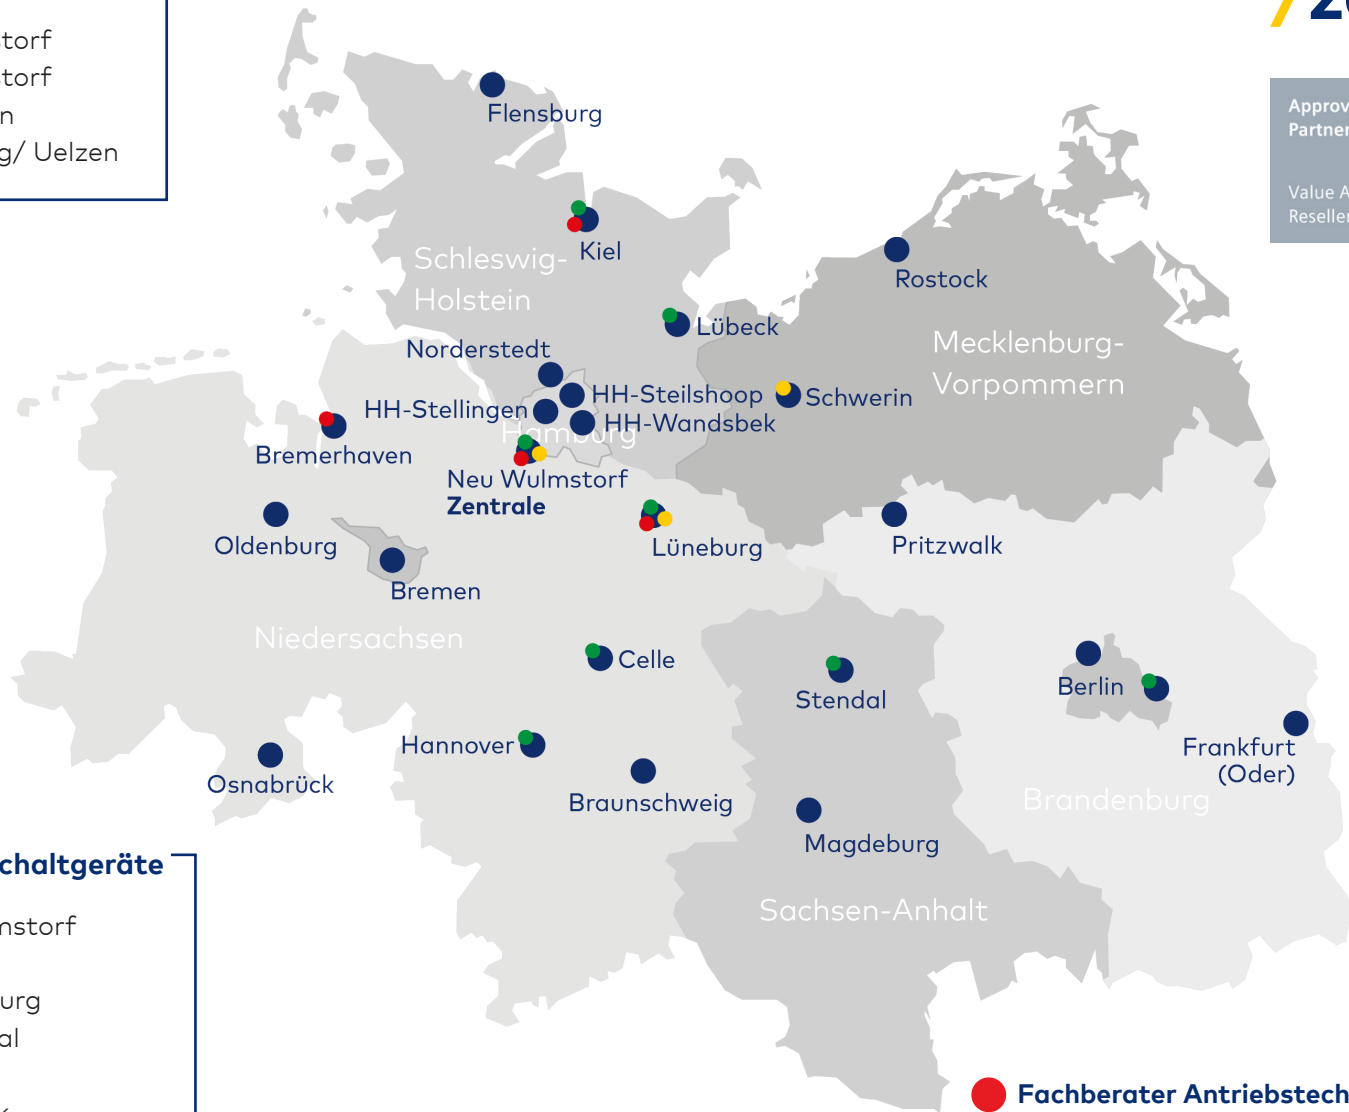 torf
torf
n
g/ Uelzen
Approv
Partner
Value A
Reseller
Flensburg
Kiel
Schleswig-
Holstein
Rostock
Lübeck
Norderstedt
Mecklenburg-
Vorpommern
HH-Steilshoop
Schwerin
HH-Stellingen
HH-Wandsbek
Hamburg
Bremerhaven
Neu Wulmstorf
Zentrale
Oldenburg
Lüneburg
Pritzwalk
Bremen
Niedersachsen
Celle
Stendal
Berlin
Hannover
Frankfurt
(Oder)
Osnabrück
Braunschweig
Brandenburg
Magdeburg
chaltgeräte
Sachsen-Anhalt
mstorf
urg
al
Fachberater Antriebstech